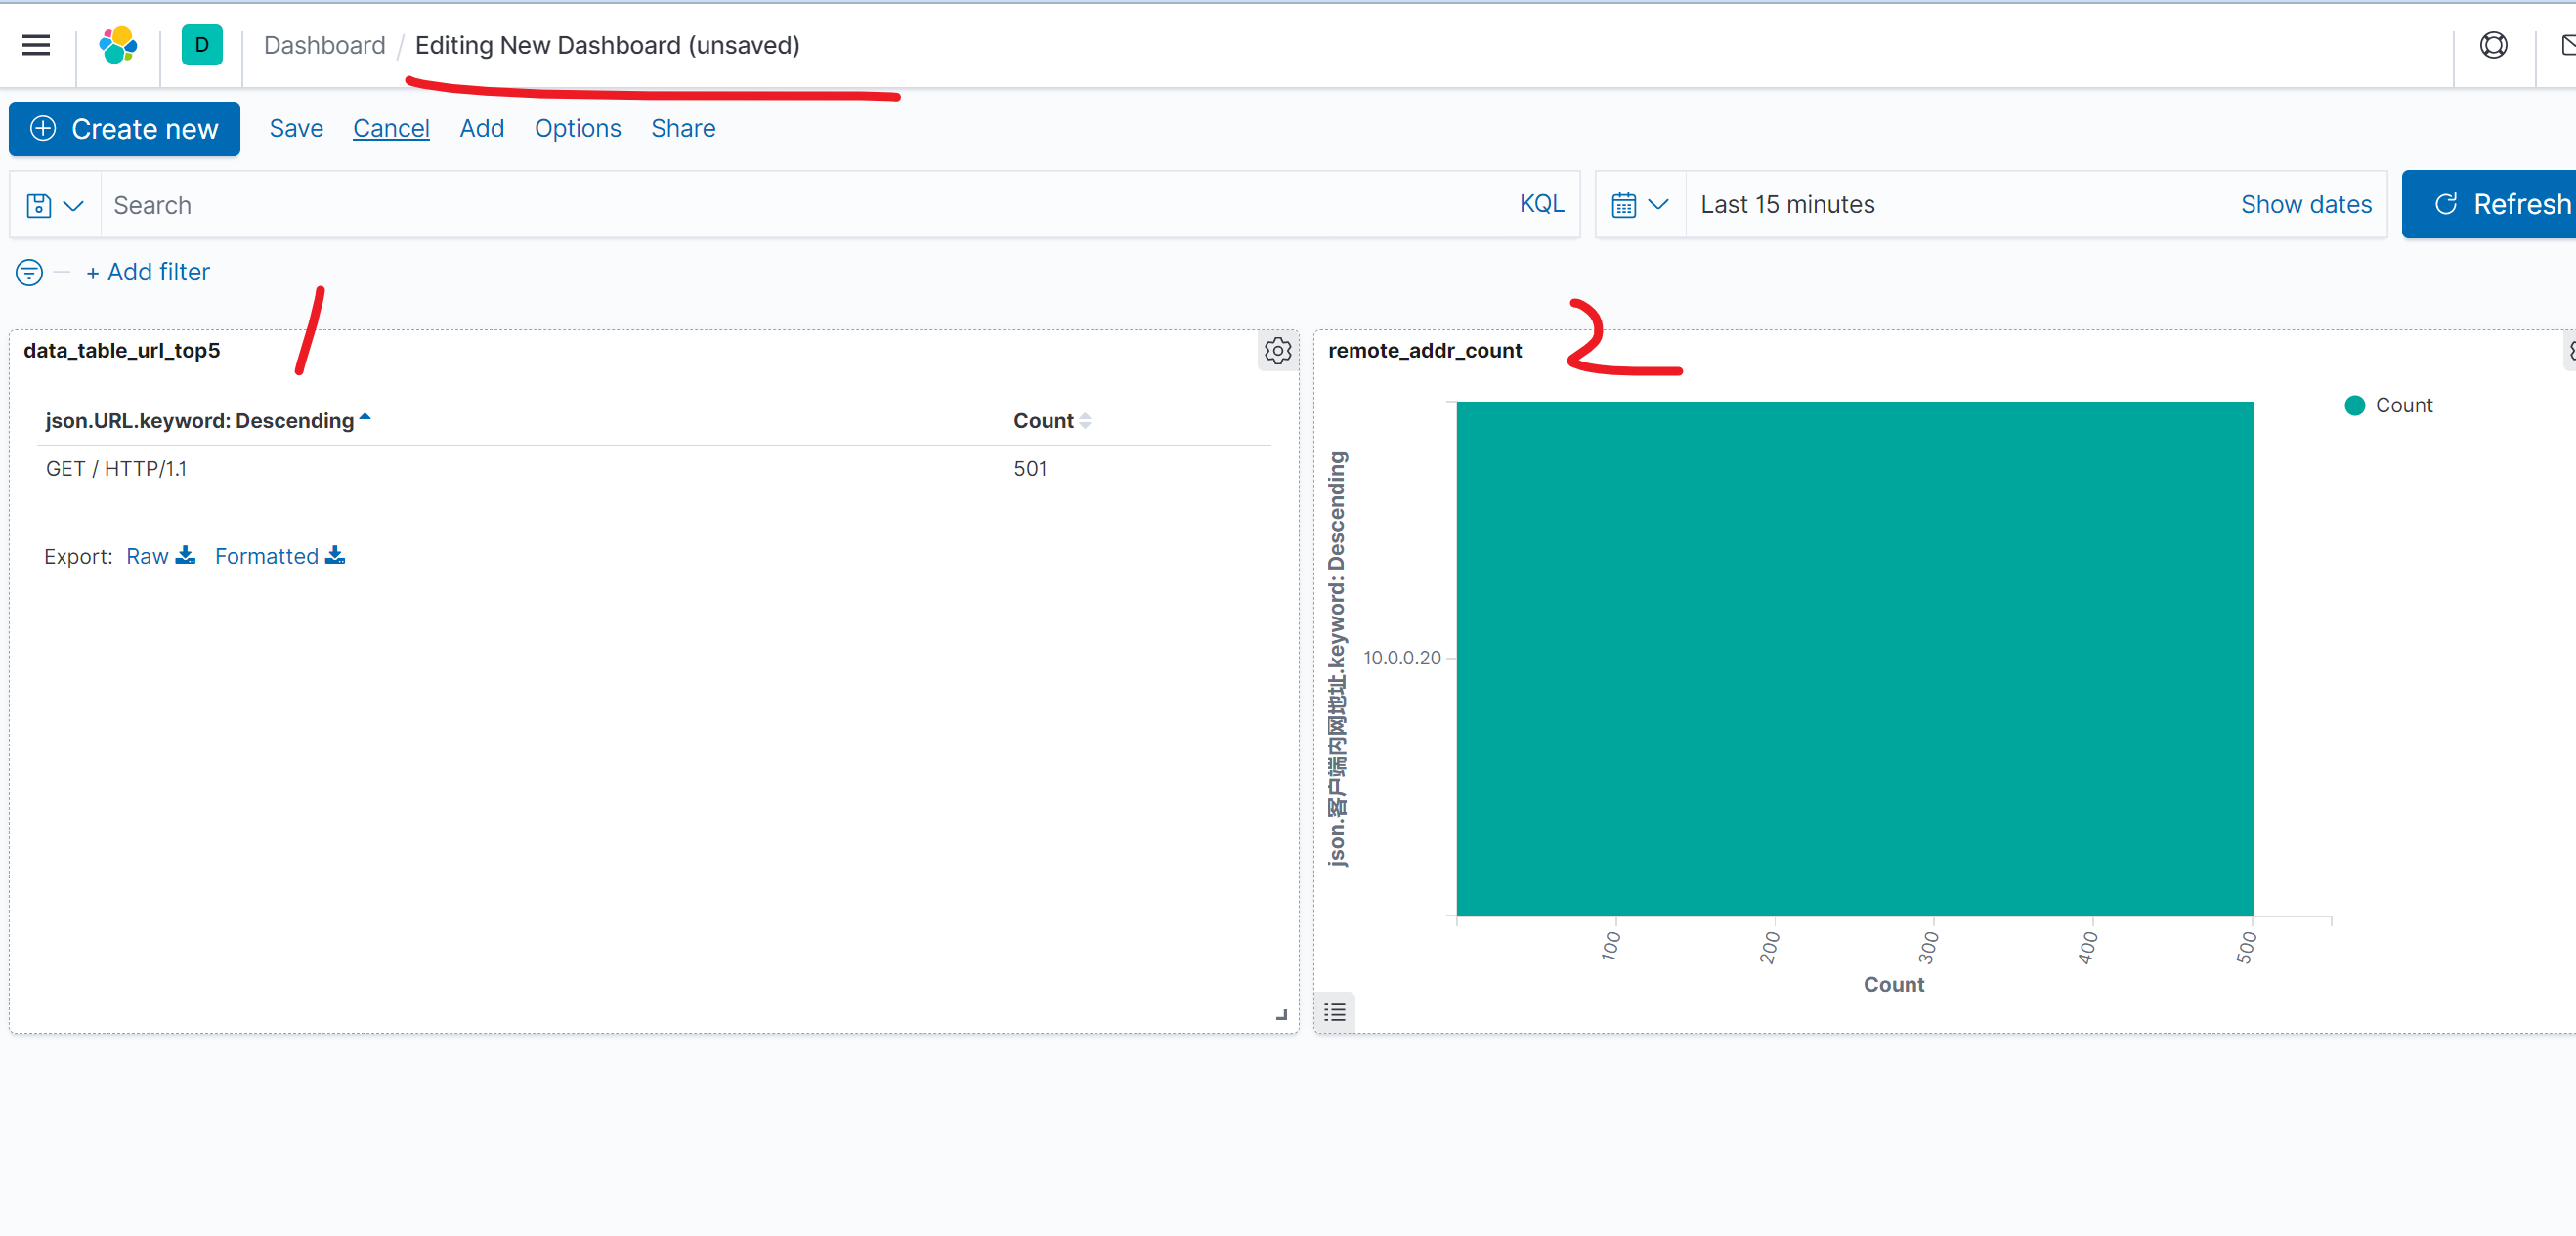 D Dashboard / Editing New Dashboard (unsaved)
Create new Save Cancel Add Options Share
Search KQL Last 15 minutes Show dates Refresh
+ Add filter
1
2
data_table_url_top5
json.URL.keyword: Descending Count
GET / HTTP/1.1 501
Export: Raw Formatted
remote_addr_count
Count
json.客户端内网地址.keyword: Descending
10.0.0.20
100 200 300 400 500
Count